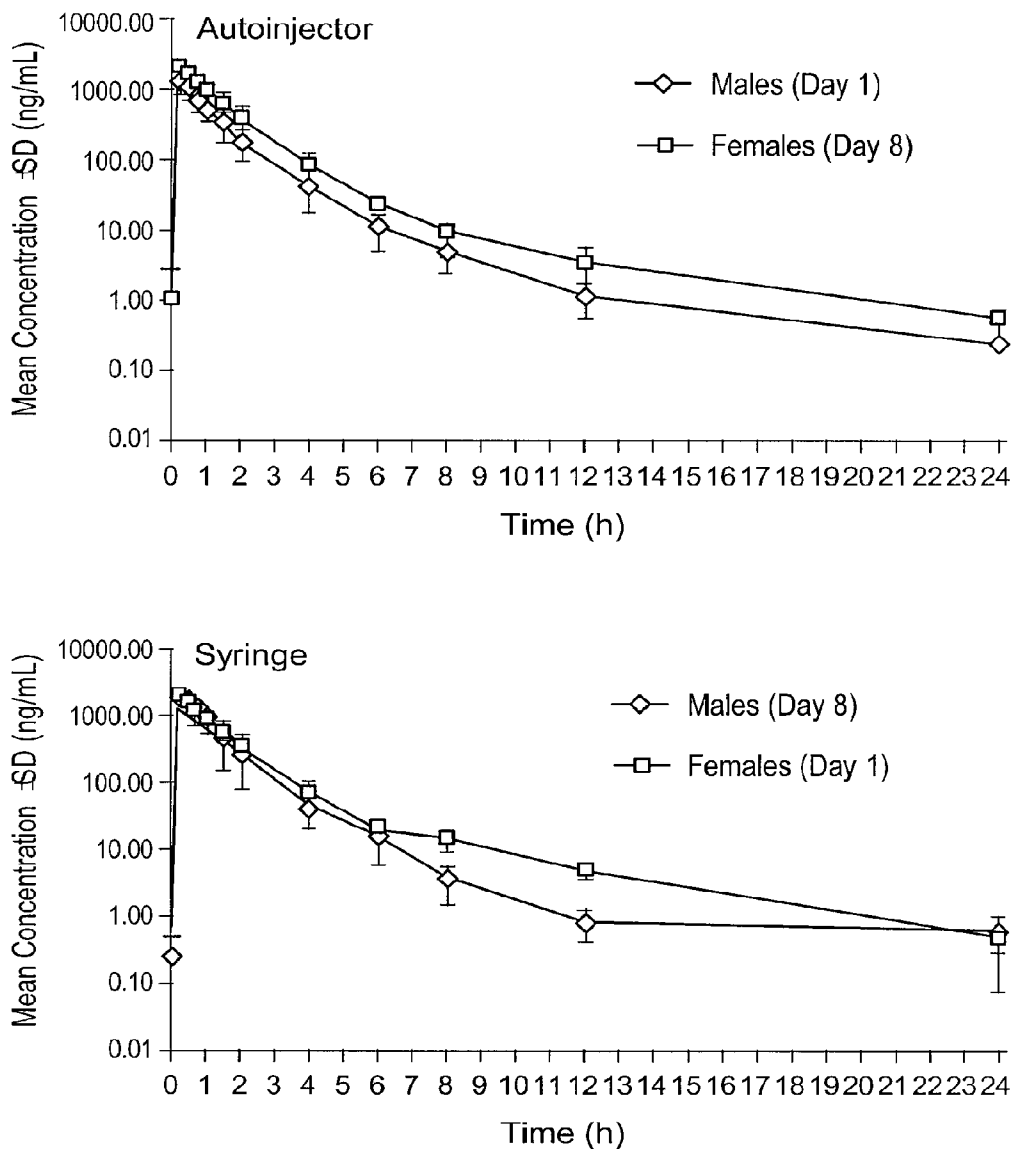 Autoinjector
Mean Concentration ±SD (ng/mL)
10000.00
1000.00
100.00
10.00
1.00
0.10
0.01
Males (Day 1)
Females (Day 8)
0 1 2 3 4 5 6 7 8 9 10 11 12 13 14 15 16 17 18 19 20 21 22 23 24
Time (h)
Syringe
Mean Concentration ±SD (ng/mL)
10000.00
1000.00
100.00
10.00
1.00
0.10
0.01
Males (Day 8)
Females (Day 1)
0 1 2 3 4 5 6 7 8 9 10 11 12 13 14 15 16 17 18 19 20 21 22 23 24
Time (h)